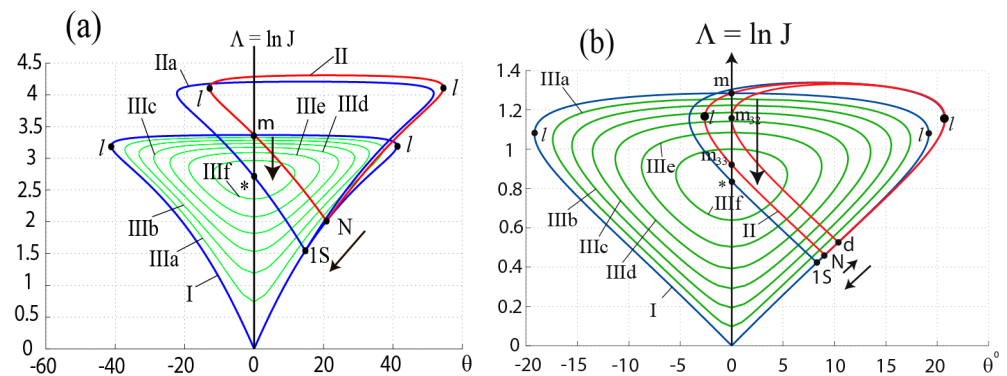 (a)
Λ = ln J
4.5
4
3.5
3
2.5
2
1.5
1
0.5
0
IIa
II
l
l
IIIc
IIIe
IIId
m
l
l
IIIf
*
IIIb
N
IIIa
1S
I
-60
-40
-20
0
20
40
60
θ
(b)
Λ = ln J
1.4
1.2
1
0.8
0.6
0.4
0.2
0
IIIa
m
l
l
m32
l
l
IIIe
m33
*
IIIf
IIIb
II
IIIc
d
IIId
N
1S
I
-20
-15
-10
-5
0
5
10
15
20
θ°